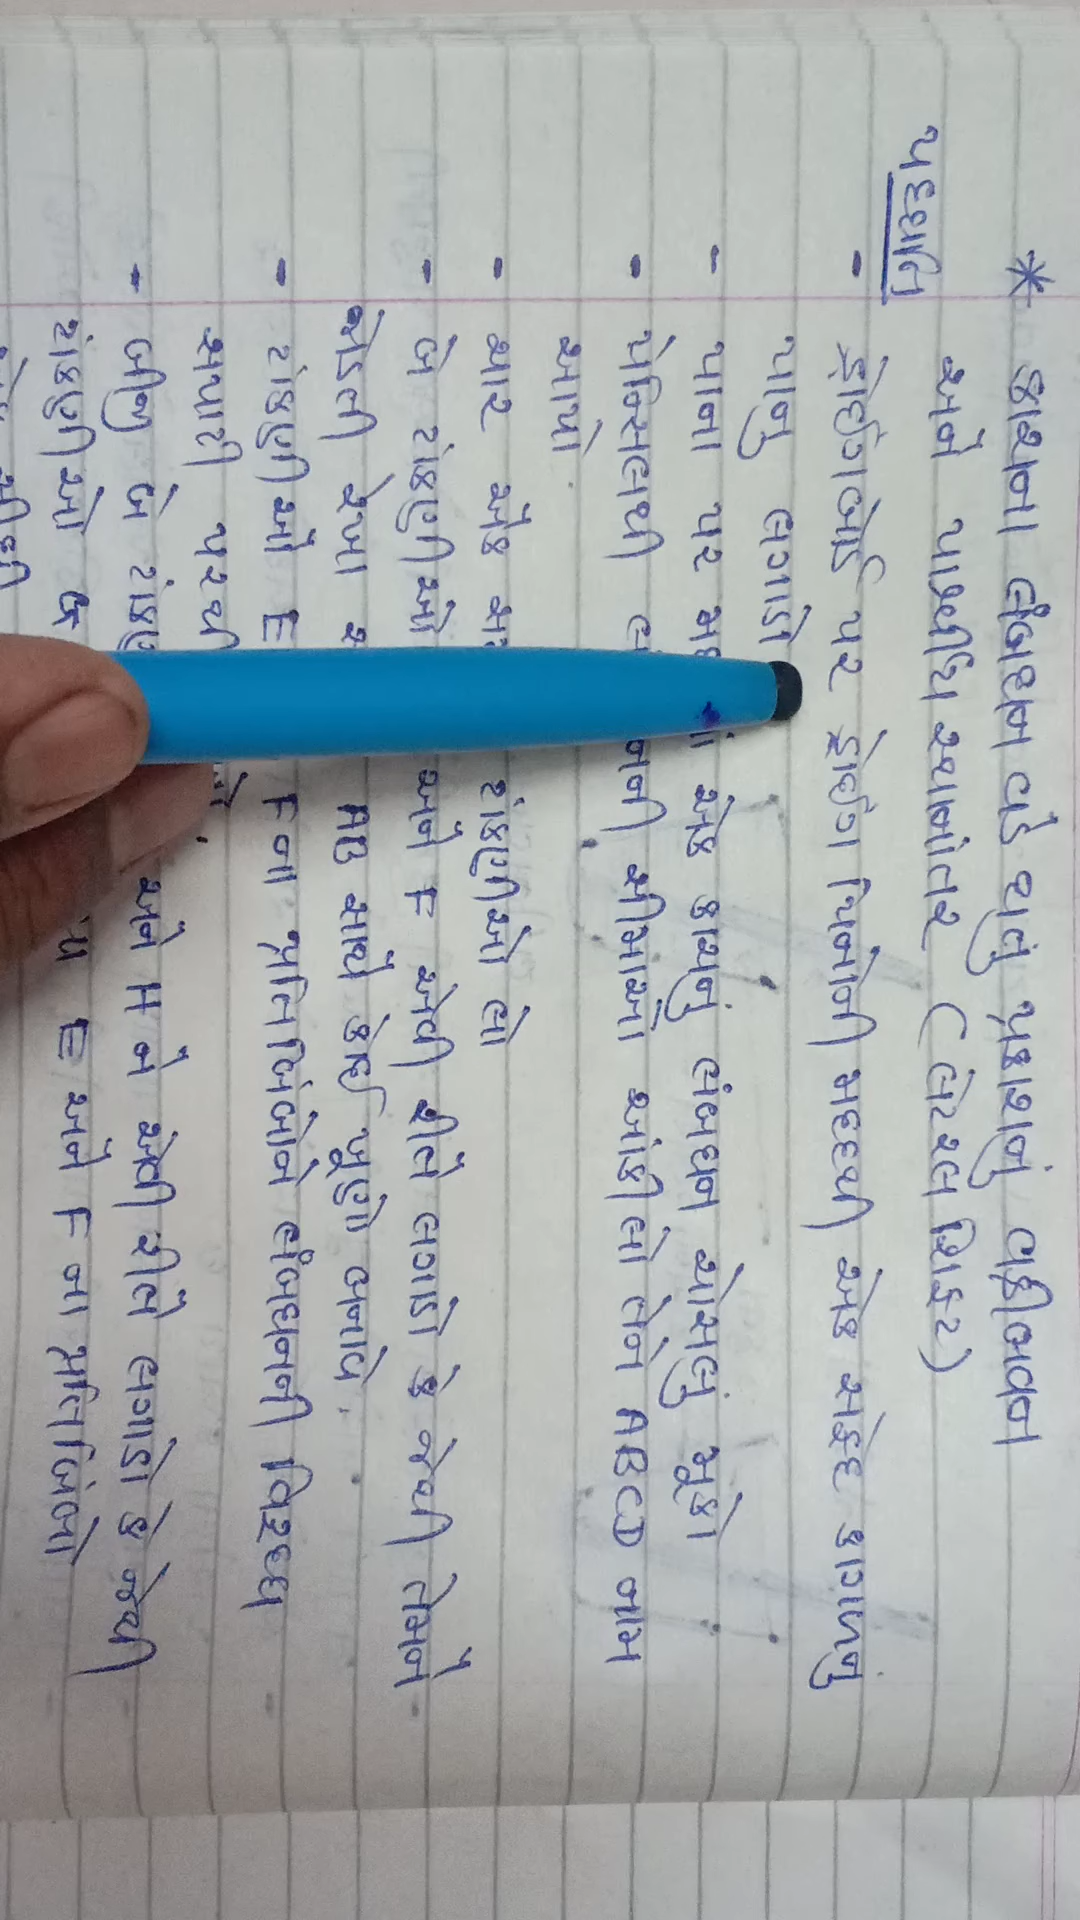 * કાચના લંબઘન વડે થતું પ્રકાશનું વક્રીભવન
અને પાર્શ્વીય સ્થાનાંતર (લેટરલ શિફ્ટ)
પદ્ધતિ
- ડ્રોઈંગબોર્ડ પર ડ્રોઈંગ પિનોની મદદથી એક સફેદ કાગળનું
પાનુ લગાડો
- પાના પર એક કાચનું લંબઘન ચોસલું મૂકો
- પેન્સિલથી સીમાઓ આંકી લો તેને ABCD નામ
આપો
- ચાર એક ટાંકણીઓ લો
- બે ટાંકણીઓ અને F એવી રીતે લગાડો કે જેથી તેમને
જોડતી રેખા AB સાથે કોઈ ખૂણો બનાવે.
- ટાંકણીઓ E F ના પ્રતિબિંબોને લંબઘનની વિરૂદ્ધ
સપાટી પરથી
- બીજી બે અને H ને એવી રીતે લગાડો કે જેથી
ટાંકણીઓ E અને F ના પ્રતિબિંબો